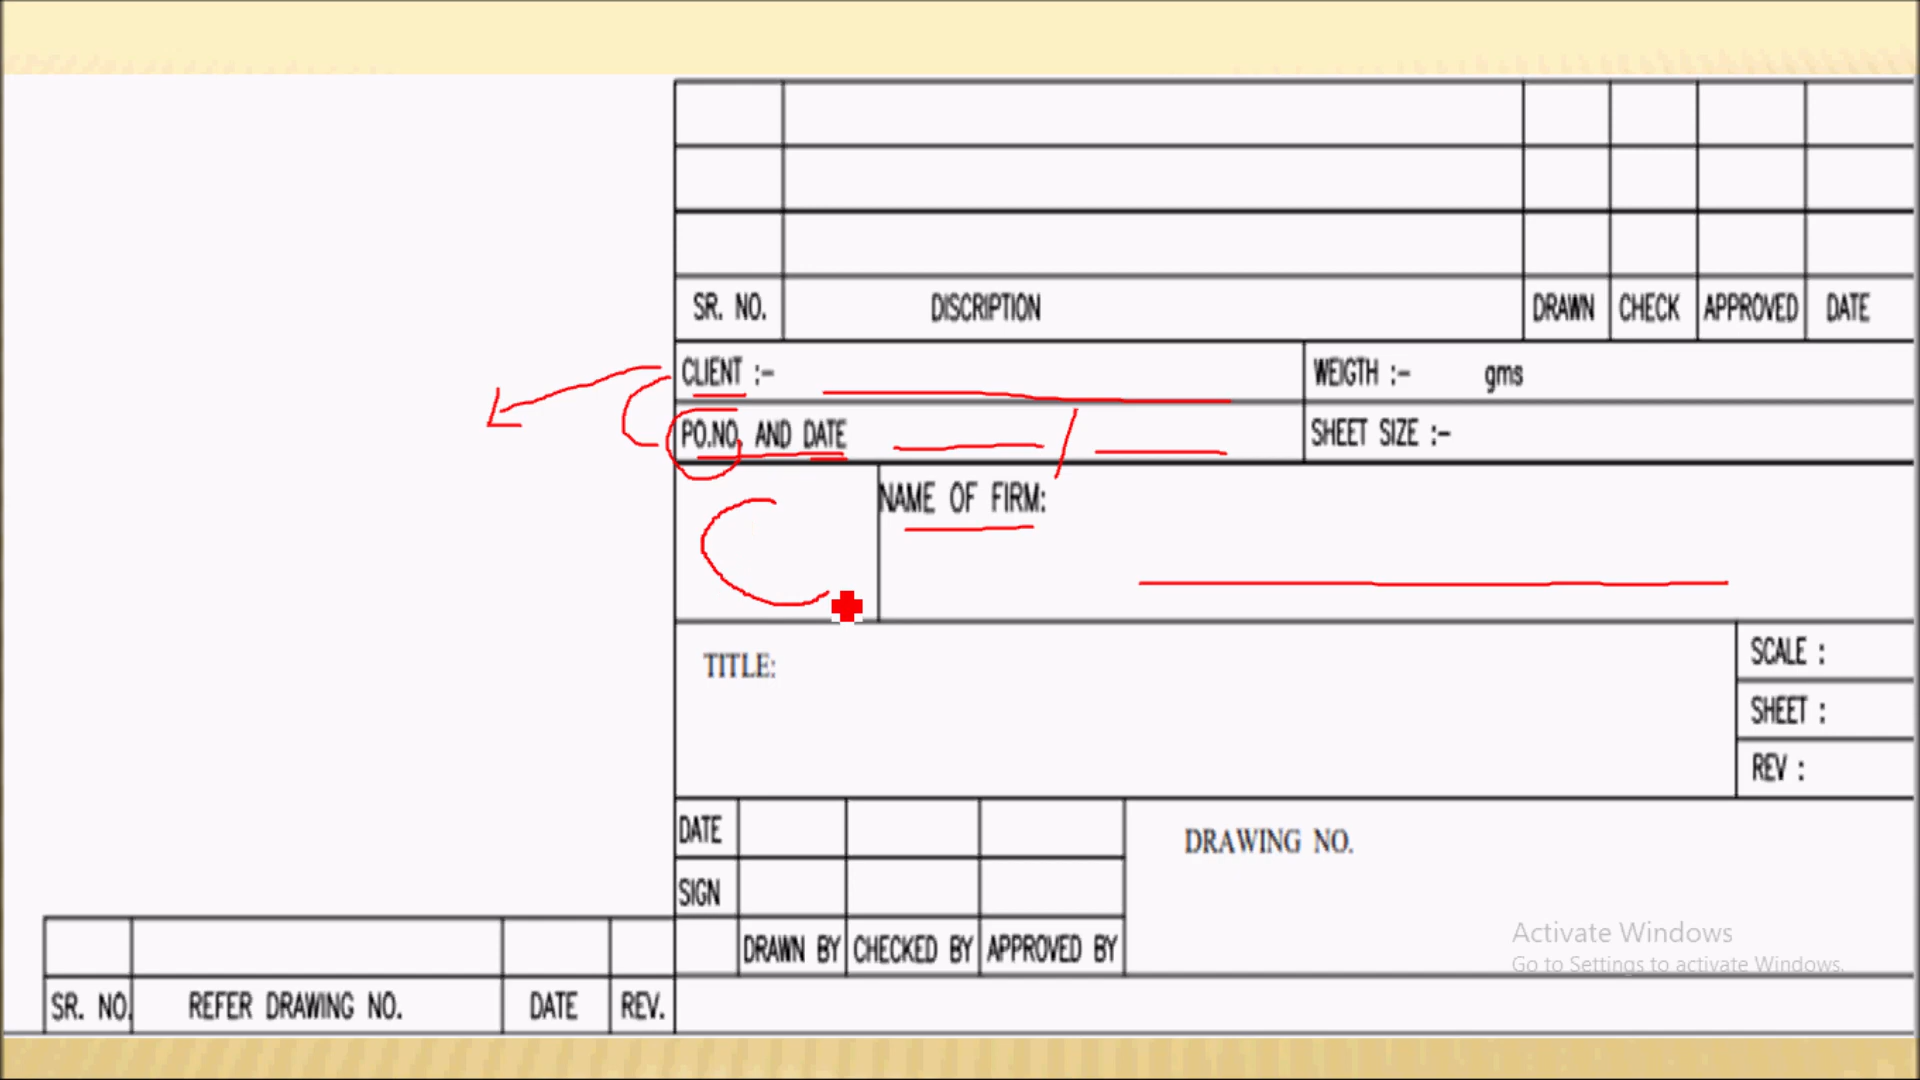 SR. NO. DISCRIPTION DRAWN CHECK APPROVED DATE
CLIENT :- WEIGTH :- gms
PO.NO. AND DATE SHEET SIZE :-
NAME OF FIRM:
TITLE:
SCALE :
SHEET :
REV :
DATE
DRAWING NO.
SIGN
DRAWN BY CHECKED BY APPROVED BY
Activate Windows
Go to Settings to activate Windows.
SR. NO. REFER DRAWING NO. DATE REV.